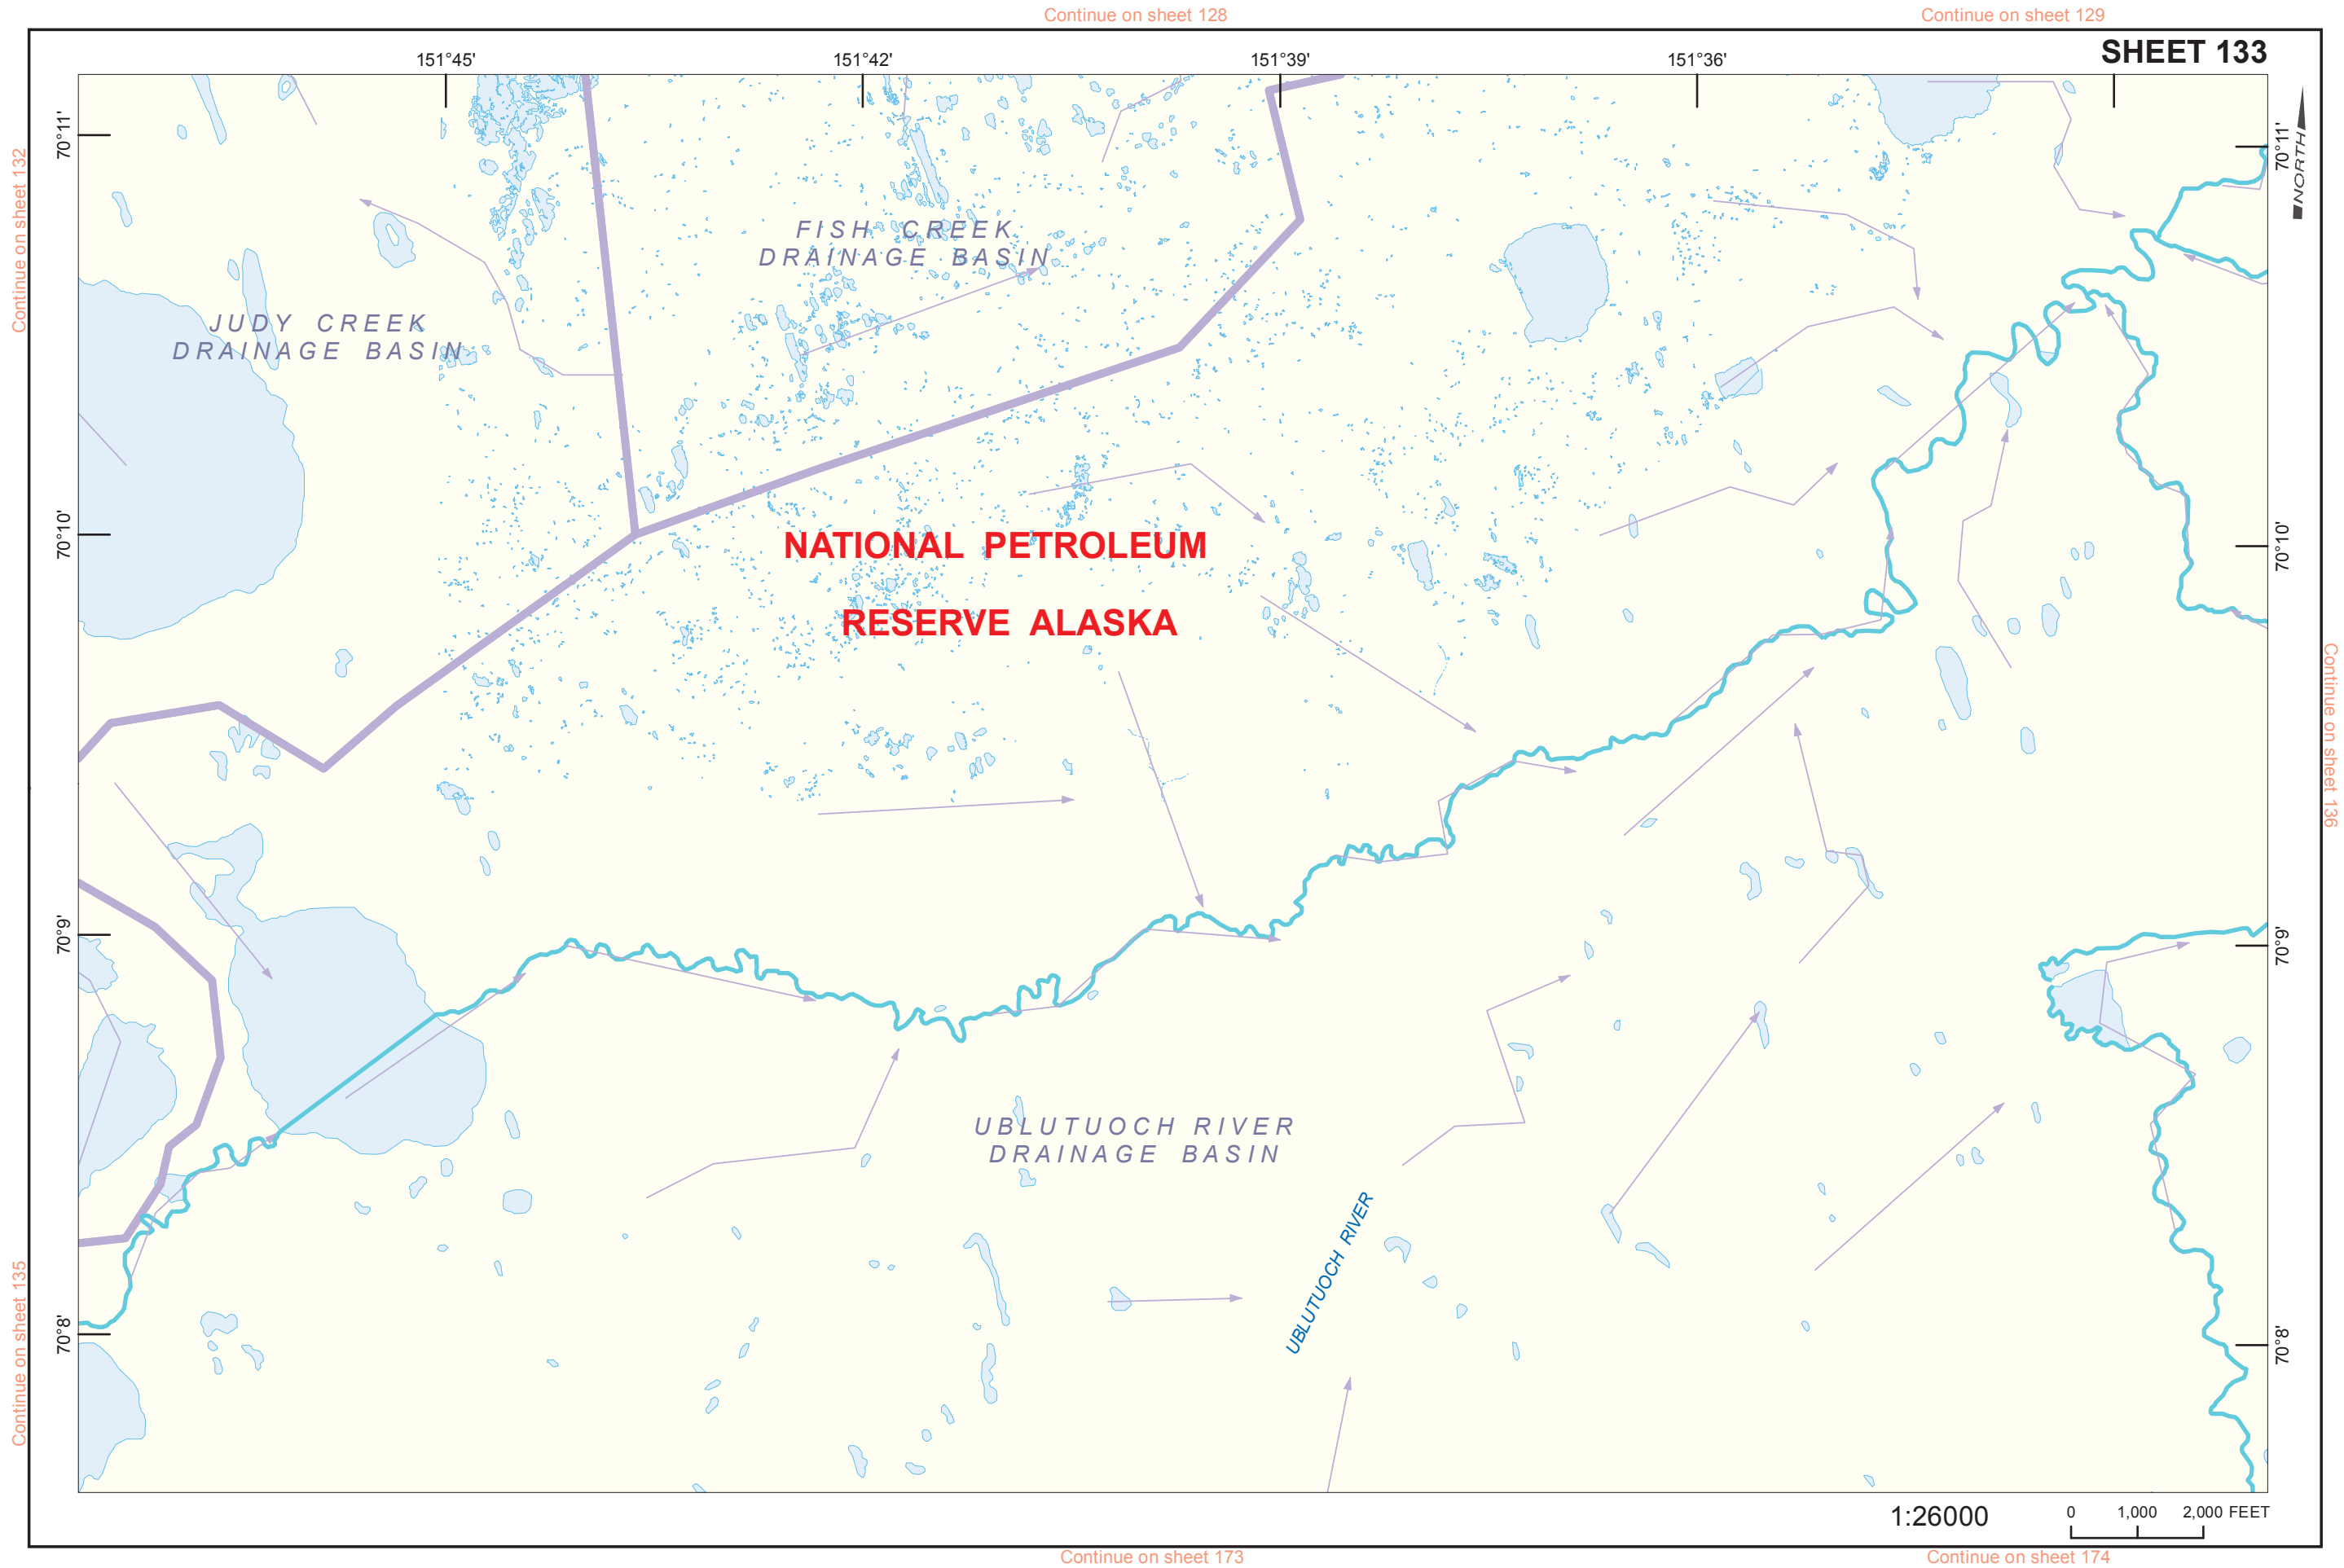 Continue on sheet 128
Continue on sheet 129
SHEET 133
151°45'
151°42'
151°39'
151°36'
70°11'
70°11'
NORTH
Continue on sheet 132
FISH CREEK
DRAINAGE BASIN
JUDY CREEK
DRAINAGE BASIN
70°10'
70°10'
NATIONAL PETROLEUM
RESERVE ALASKA
Continue on sheet 136
70°9'
70°9'
UBLUTUOCH RIVER
DRAINAGE BASIN
UBLUTUOCH RIVER
Continue on sheet 135
70°8'
70°8'
1:26000
0 1,000 2,000 FEET
Continue on sheet 173
Continue on sheet 174